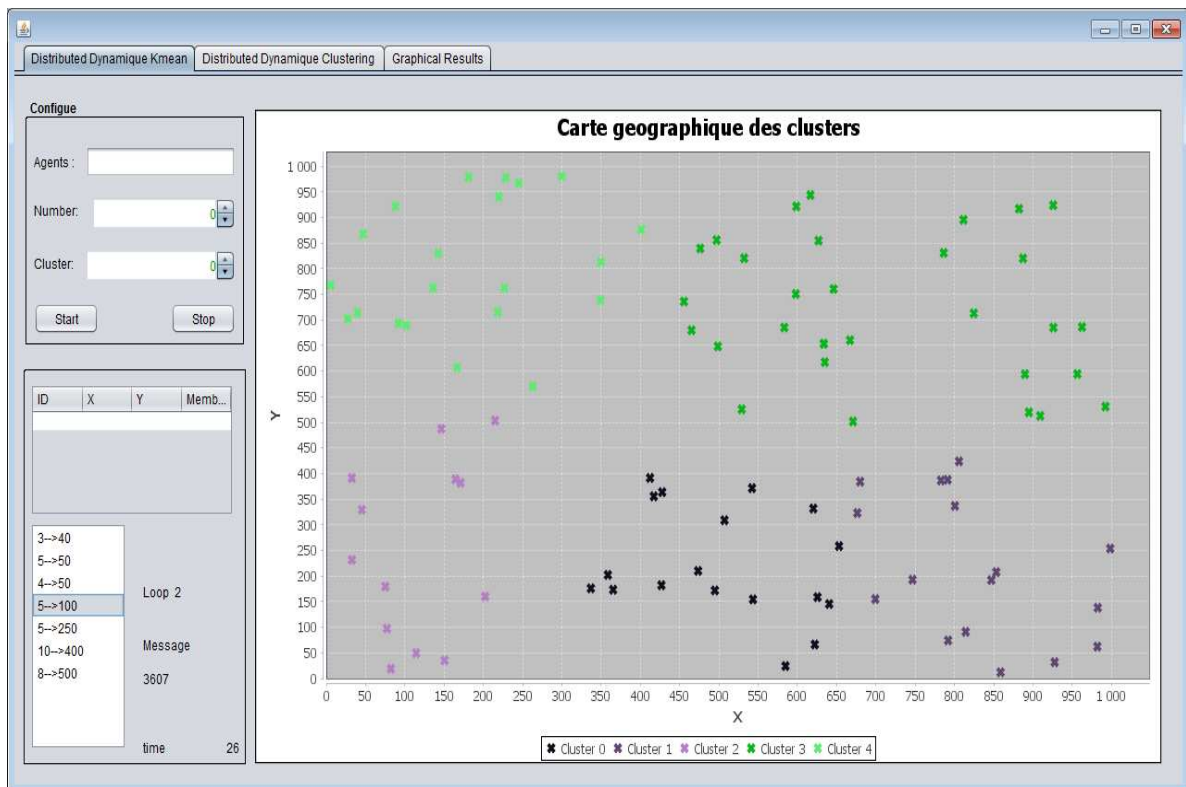 Distributed Dynamique Kmean
Distributed Dynamique Clustering
Graphical Results
Configue
Agents :
Number: 0
Cluster: 0
Start
Stop
ID X Y Memb...
3-->40
5-->50
4-->50
5-->100
5-->250
10-->400
8-->500
Loop 2
Message
3607
time 26
Carte geographique des clusters
Y
1 000
950
900
850
800
750
700
650
600
550
500
450
400
350
300
250
200
150
100
50
0
0 50 100 150 200 250 300 350 400 450 500 550 600 650 700 750 800 850 900 950 1 000
X
Cluster 0 Cluster 1 Cluster 2 Cluster 3 Cluster 4